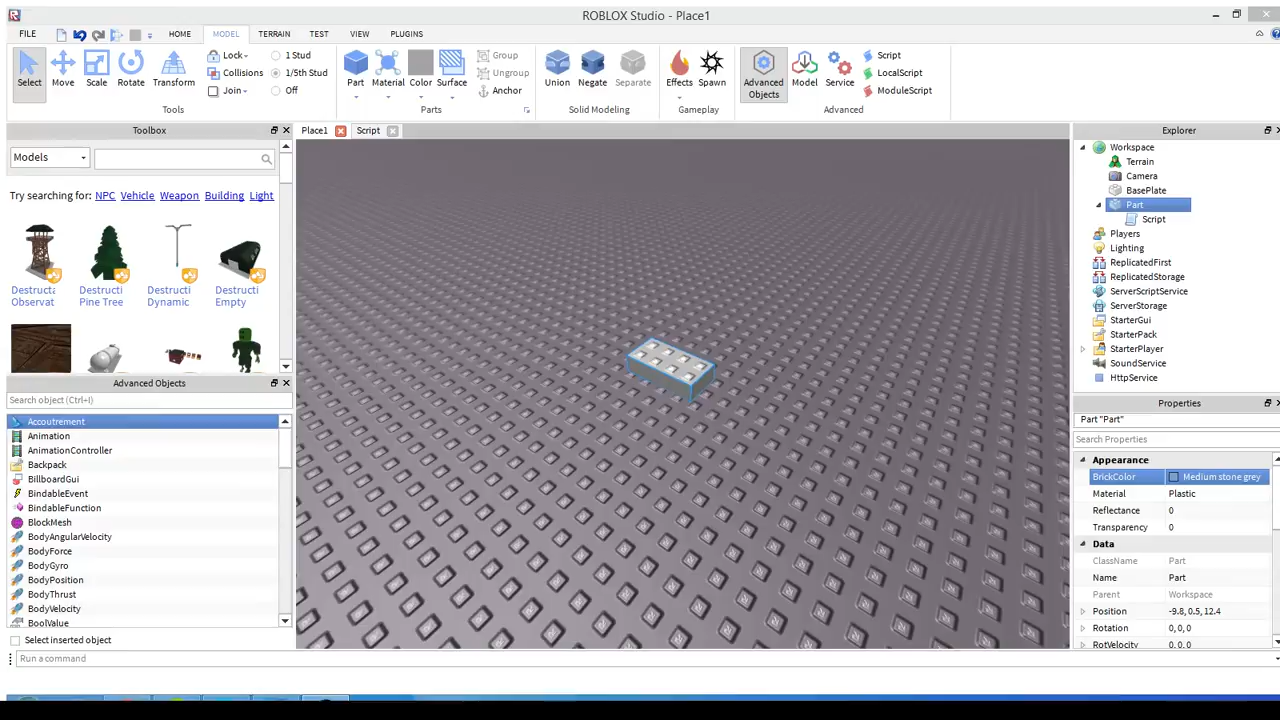 ROBLOX Studio - Place1
FILE HOME MODEL TERRAIN TEST VIEW PLUGINS
Select Move Scale Rotate Transform
Lock
Collisions
Join
1 Stud
1/5th Stud
Off
Tools
Part Material Color Surface
Group
Ungroup
Anchor
Parts
Union Negate Separate
Solid Modeling
Effects Spawn
Gameplay
Advanced Objects
Model Service
Script
LocalScript
ModuleScript
Advanced
Toolbox
Models
Try searching for: NPC Vehicle Weapon Building Light
Destructa Destructi Destructi Destructi
Observat Pine Tree Dynamic Empty
Advanced Objects
Search object (Ctrl+I)
Accoutrement
Animation
AnimationController
Backpack
BillboardGui
BindableEvent
BindableFunction
BlockMesh
BodyAngularVelocity
BodyForce
BodyGyro
BodyPosition
BodyThrust
BodyVelocity
BoolValue
Select inserted object
Run a command
Place1 Script
Explorer
Workspace
Terrain
Camera
BasePlate
Part
Script
Players
Lighting
ReplicatedFirst
ReplicatedStorage
ServerScriptService
ServerStorage
StarterGui
StarterPack
StarterPlayer
SoundService
HttpService
Properties
Part "Part"
Search Properties
Appearance
BrickColor Medium stone grey
Material Plastic
Reflectance 0
Transparency 0
Data
ClassName Part
Name Part
Parent Workspace
Position -9.8, 0.5, 12.4
Rotation 0, 0, 0
RotVelocity 0, 0, 0